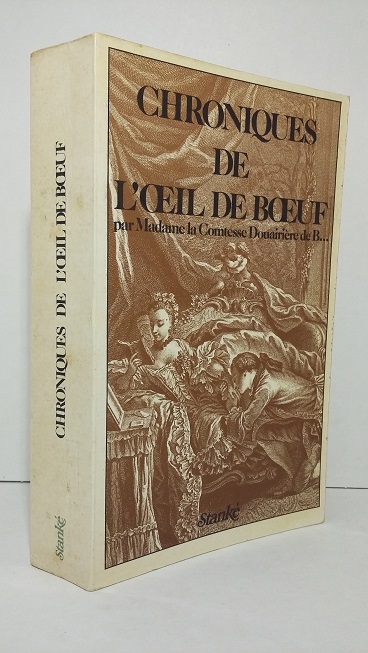 CHRONIQUES
DE
L'ŒIL DE BŒUF
par Madame la Comtesse Douairière de B...
Stanké
CHRONIQUES DE L'ŒIL DE BŒUF
Stanké